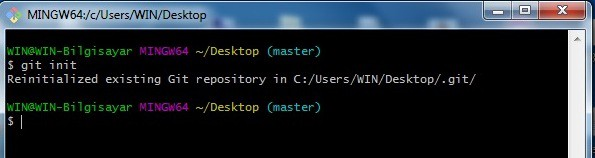 MINGW64:/c/Users/WIN/Desktop
WIN@WIN-Bilgisayar MINGW64 ~/Desktop (master)
$ git init
Reinitialized existing Git repository in C:/Users/WIN/Desktop/.git/
WIN@WIN-Bilgisayar MINGW64 ~/Desktop (master)
$